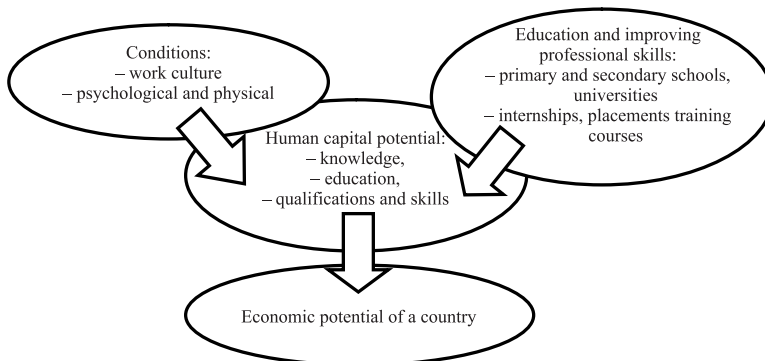 Conditions:
– work culture
– psychological and physical
Education and improving
professional skills:
– primary and secondary schools,
universities
– internships, placements training
courses
Human capital potential:
– knowledge,
– education,
– qualifications and skills
Economic potential of a country